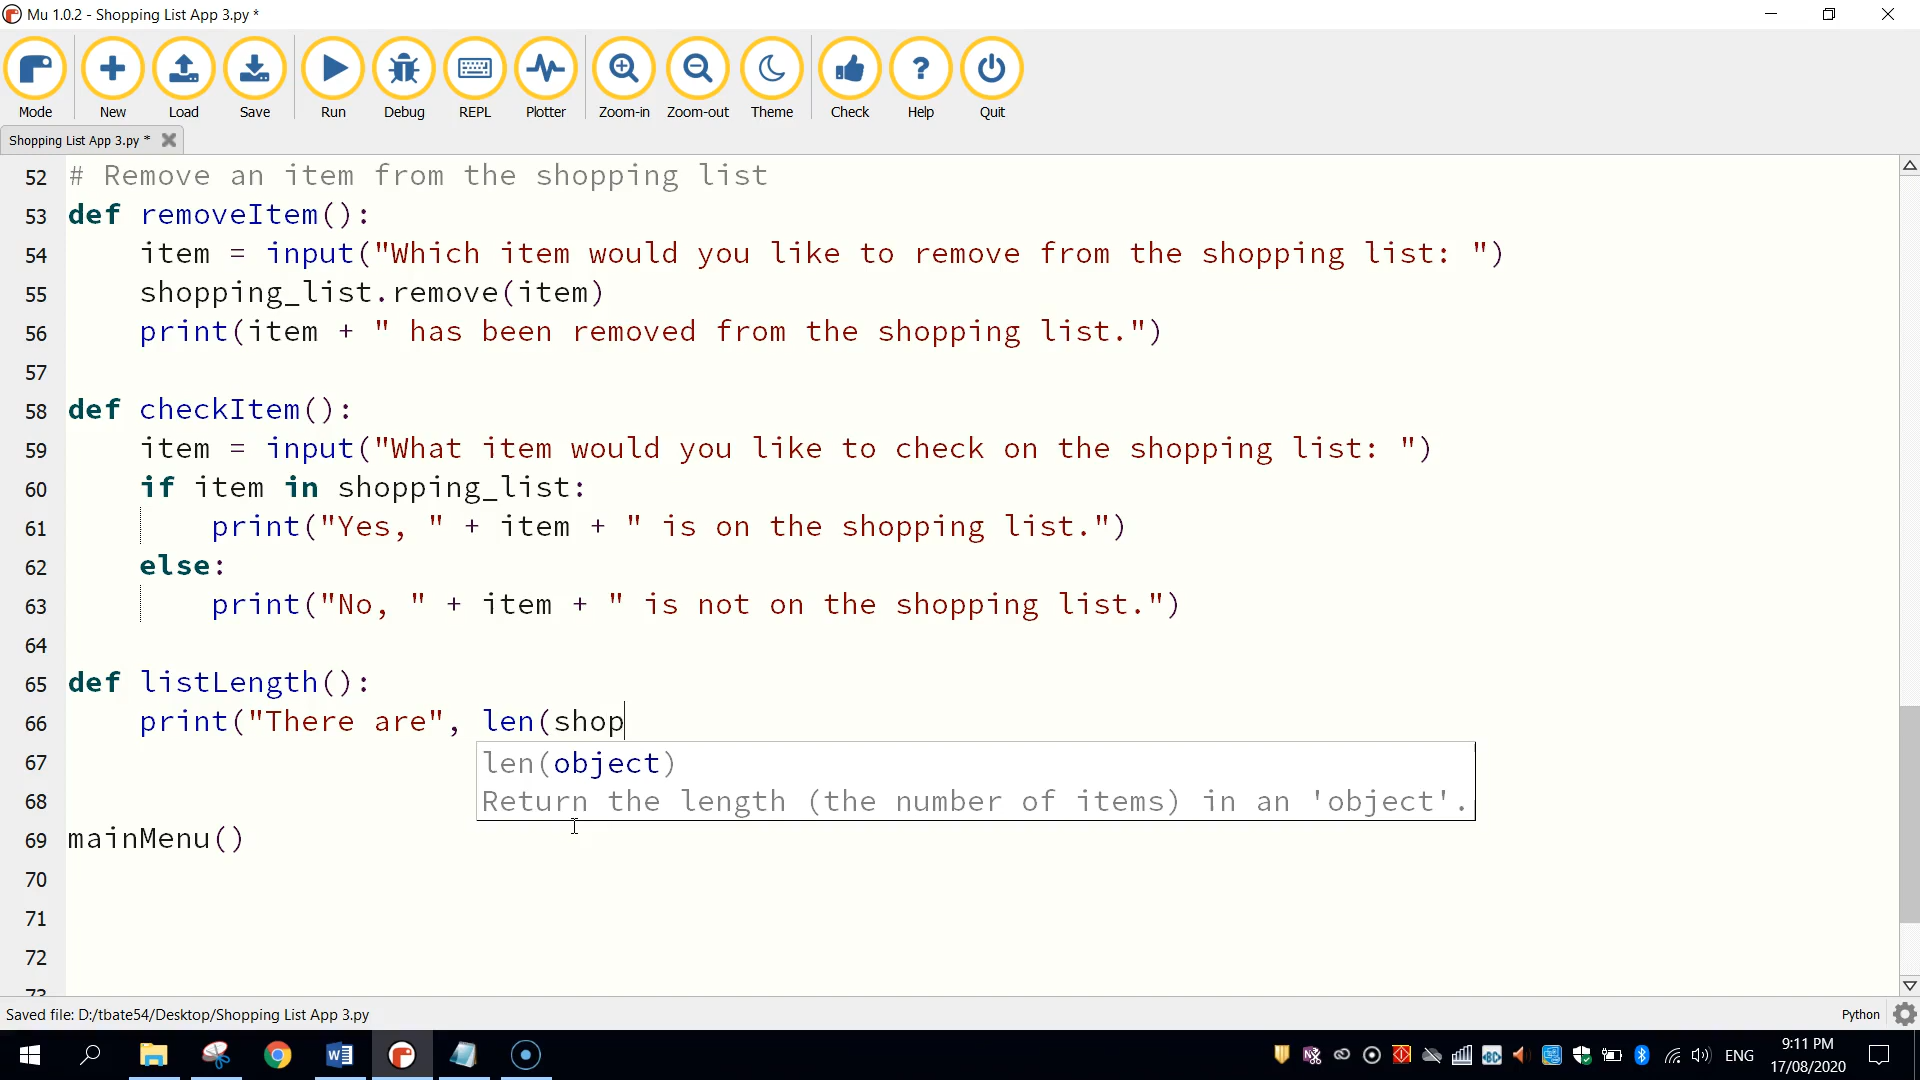 Mu 1.0.2 - Shopping List App 3.py *
Mode New Load Save Run Debug REPL Plotter Zoom-in Zoom-out Theme Check Help Quit
Shopping List App 3.py *
52 # Remove an item from the shopping list
53 def removeItem():
54 item = input("Which item would you like to remove from the shopping list: ")
55 shopping_list.remove(item)
56 print(item + " has been removed from the shopping list.")
57
58 def checkItem():
59 item = input("What item would you like to check on the shopping list: ")
60 if item in shopping_list:
61 print("Yes, " + item + " is on the shopping list.")
62 else:
63 print("No, " + item + " is not on the shopping list.")
64
65 def listLength():
66 print("There are", len(shop
67 len(object)
68 Return the length (the number of items) in an 'object'.
69 mainMenu()
70
71
72
73
Saved file: D:/tbate54/Desktop/Shopping List App 3.py Python
ENG 9:11 PM
17/08/2020